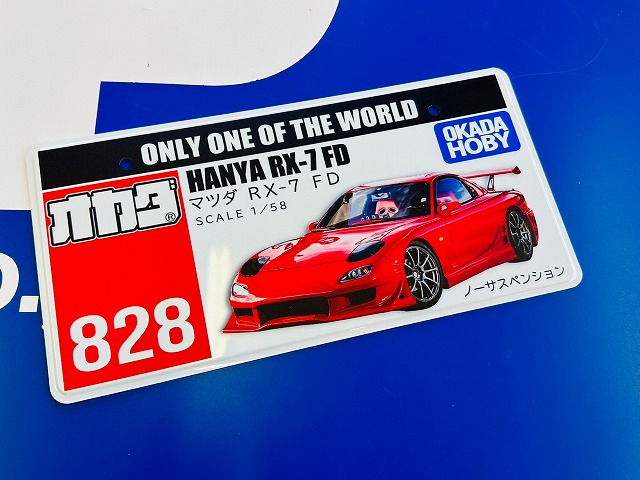 ONLY ONE OF THE WORLD
オカダ®
HANYA RX-7 FD
マツダ RX-7 FD
SCALE 1/58
OKADA
HOBY
828
ノーサスペンション